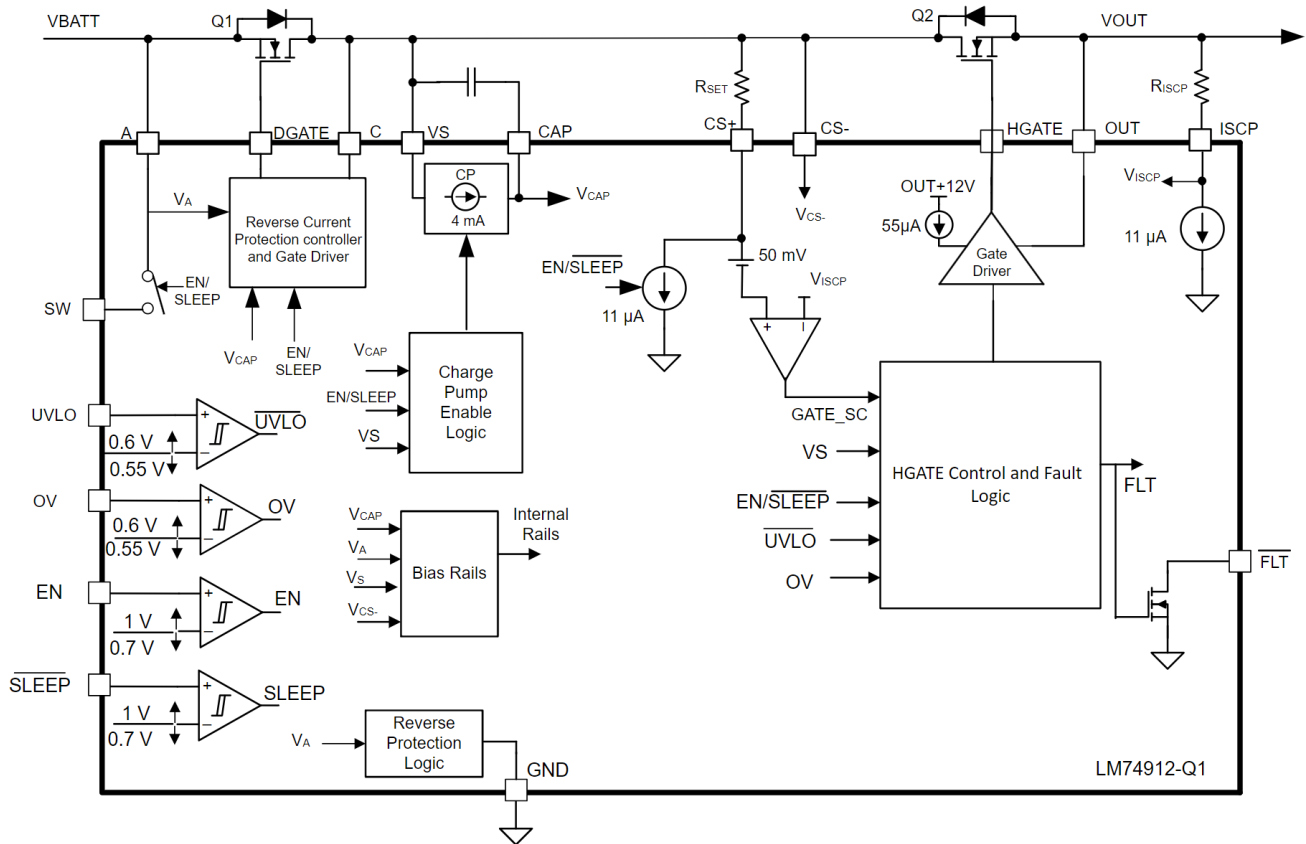 VBATT
Q1
Q2
VOUT
RSET
RISCP
A
DGATE
C
VS
CAP
CS+
CS-
HGATE
OUT
ISCP
CP
4 mA
VCAP
VCS-
OUT+12V
55µA
VISCP
11 µA
VA
Reverse Current
Protection controller
and Gate Driver
EN/
SLEEP
SW
VCAP
EN/
SLEEP
EN/SLEEP
11 µA
50 mV
VISCP
+
–
Gate
Driver
VCAP
EN/SLEEP
VS
Charge
Pump
Enable
Logic
GATE_SC
VS
EN/SLEEP
UVLO
OV
HGATE Control and Fault
Logic
FLT
FLT
UVLO
0.6 V
0.55 V
+
–
UVLO
OV
0.6 V
0.55 V
+
–
OV
EN
1 V
0.7 V
+
–
EN
SLEEP
1 V
0.7 V
+
–
SLEEP
VCAP
VA
VS
VCS-
Bias Rails
Internal
Rails
VA
Reverse
Protection
Logic
GND
LM74912-Q1